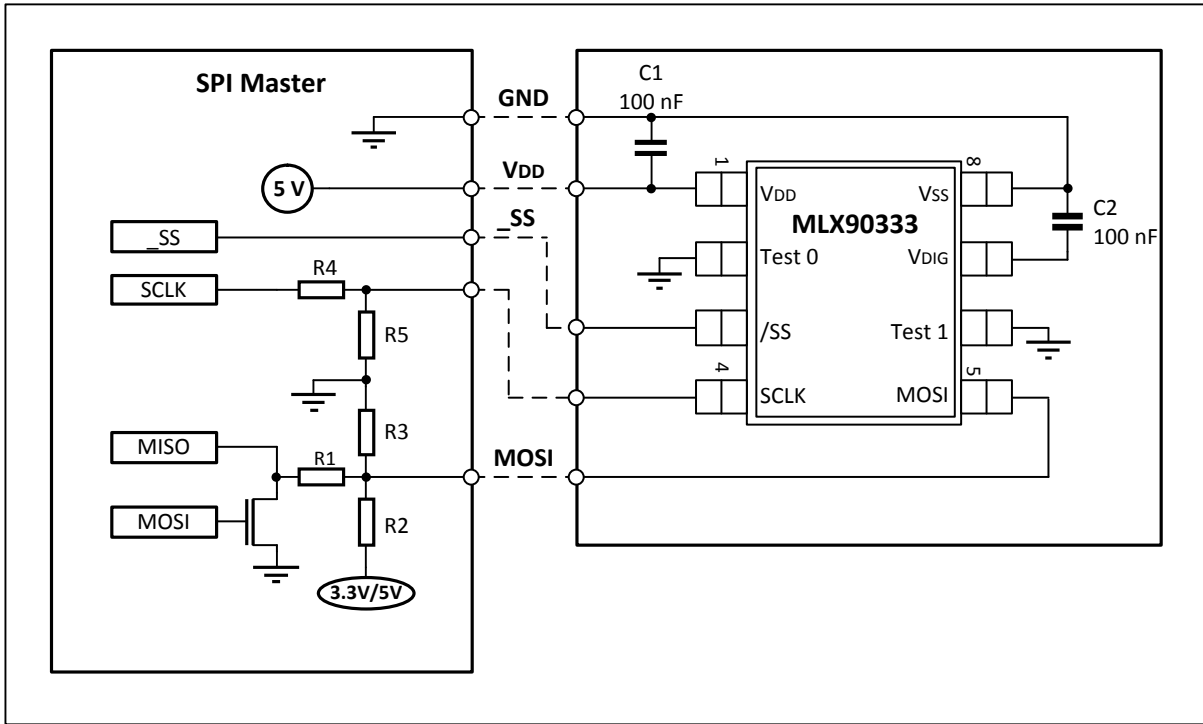 SPI Master
GND
VDD
_SS
MOSI
5 V
_SS
SCLK
MISO
MOSI
R4
R5
R3
R1
R2
3.3V/5V
C1
100 nF
C2
100 nF
MLX90333
1
VDD
Test 0
/SS
4
SCLK
8
VSS
VDIG
Test 1
5
MOSI